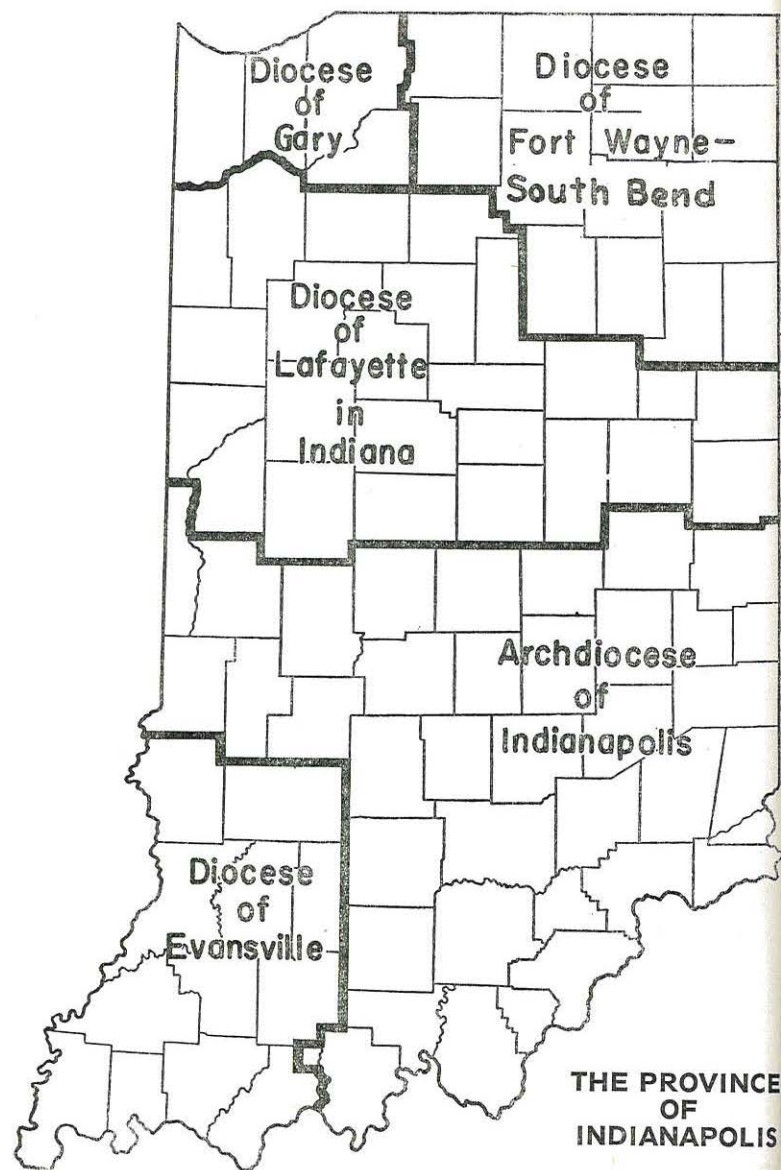 Diocese
of
Gary
Diocese
of
Fort Wayne-
South Bend
Diocese
of
Lafayette
in
Indiana
Archdiocese
of
Indianapolis
Diocese
of
Evansville
THE PROVINCE
OF
INDIANAPOLIS